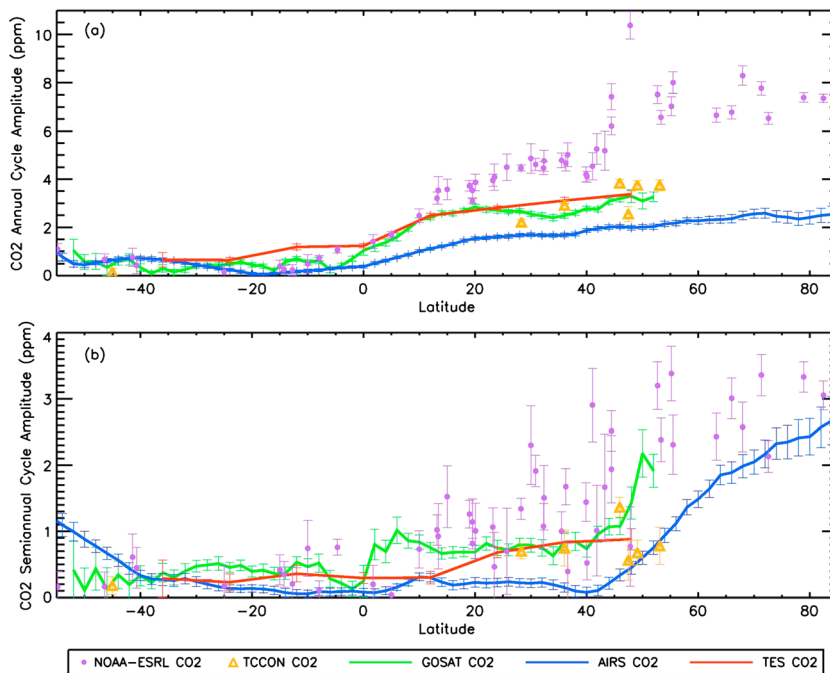 (a)
CO2 Annual Cycle Amplitude (ppm)
10
8
6
4
2
0
−40 −20 0 20 40 60 80
Latitude
(b)
CO2 Semiannual Cycle Amplitude (ppm)
4
3
2
1
0
−40 −20 0 20 40 60 80
Latitude
NOAA−ESRL CO2 TCCON CO2 GOSAT CO2 AIRS CO2 TES CO2